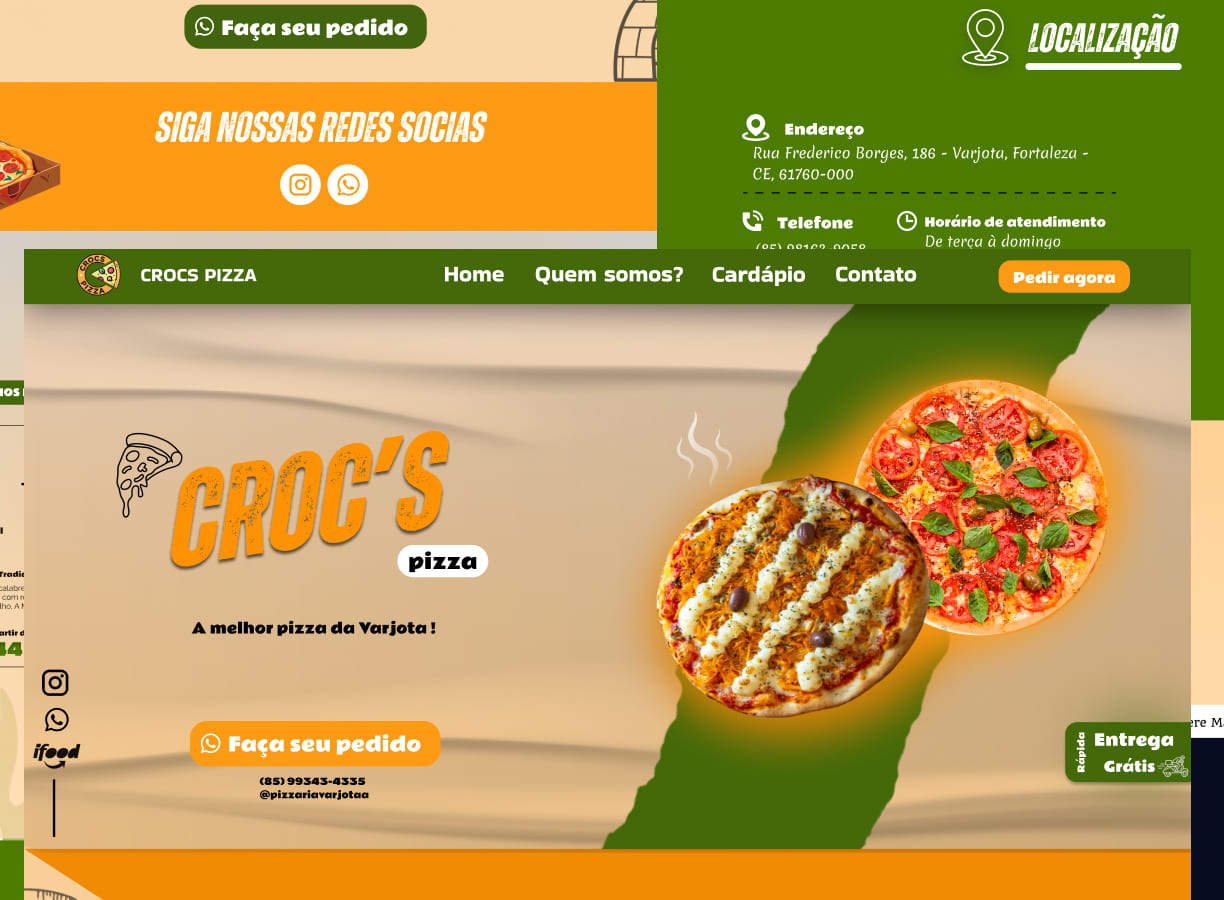 Faça seu pedido
SIGA NOSSAS REDES SOCIAS
LOCALIZAÇÃO
Endereço
Rua Frederico Borges, 186 - Varjota, Fortaleza -
CE, 61760-000
Telefone
Horário de atendimento
De terça à domingo
CROCS PIZZA
CROCS PIZZA
Home
Quem somos?
Cardápio
Contato
Pedir agora
CROC'S
pizza
A melhor pizza da Varjota !
ifood
Faça seu pedido
(85) 99343-4335
@pizzariavarjotaa
Rápida
Entrega
Grátis